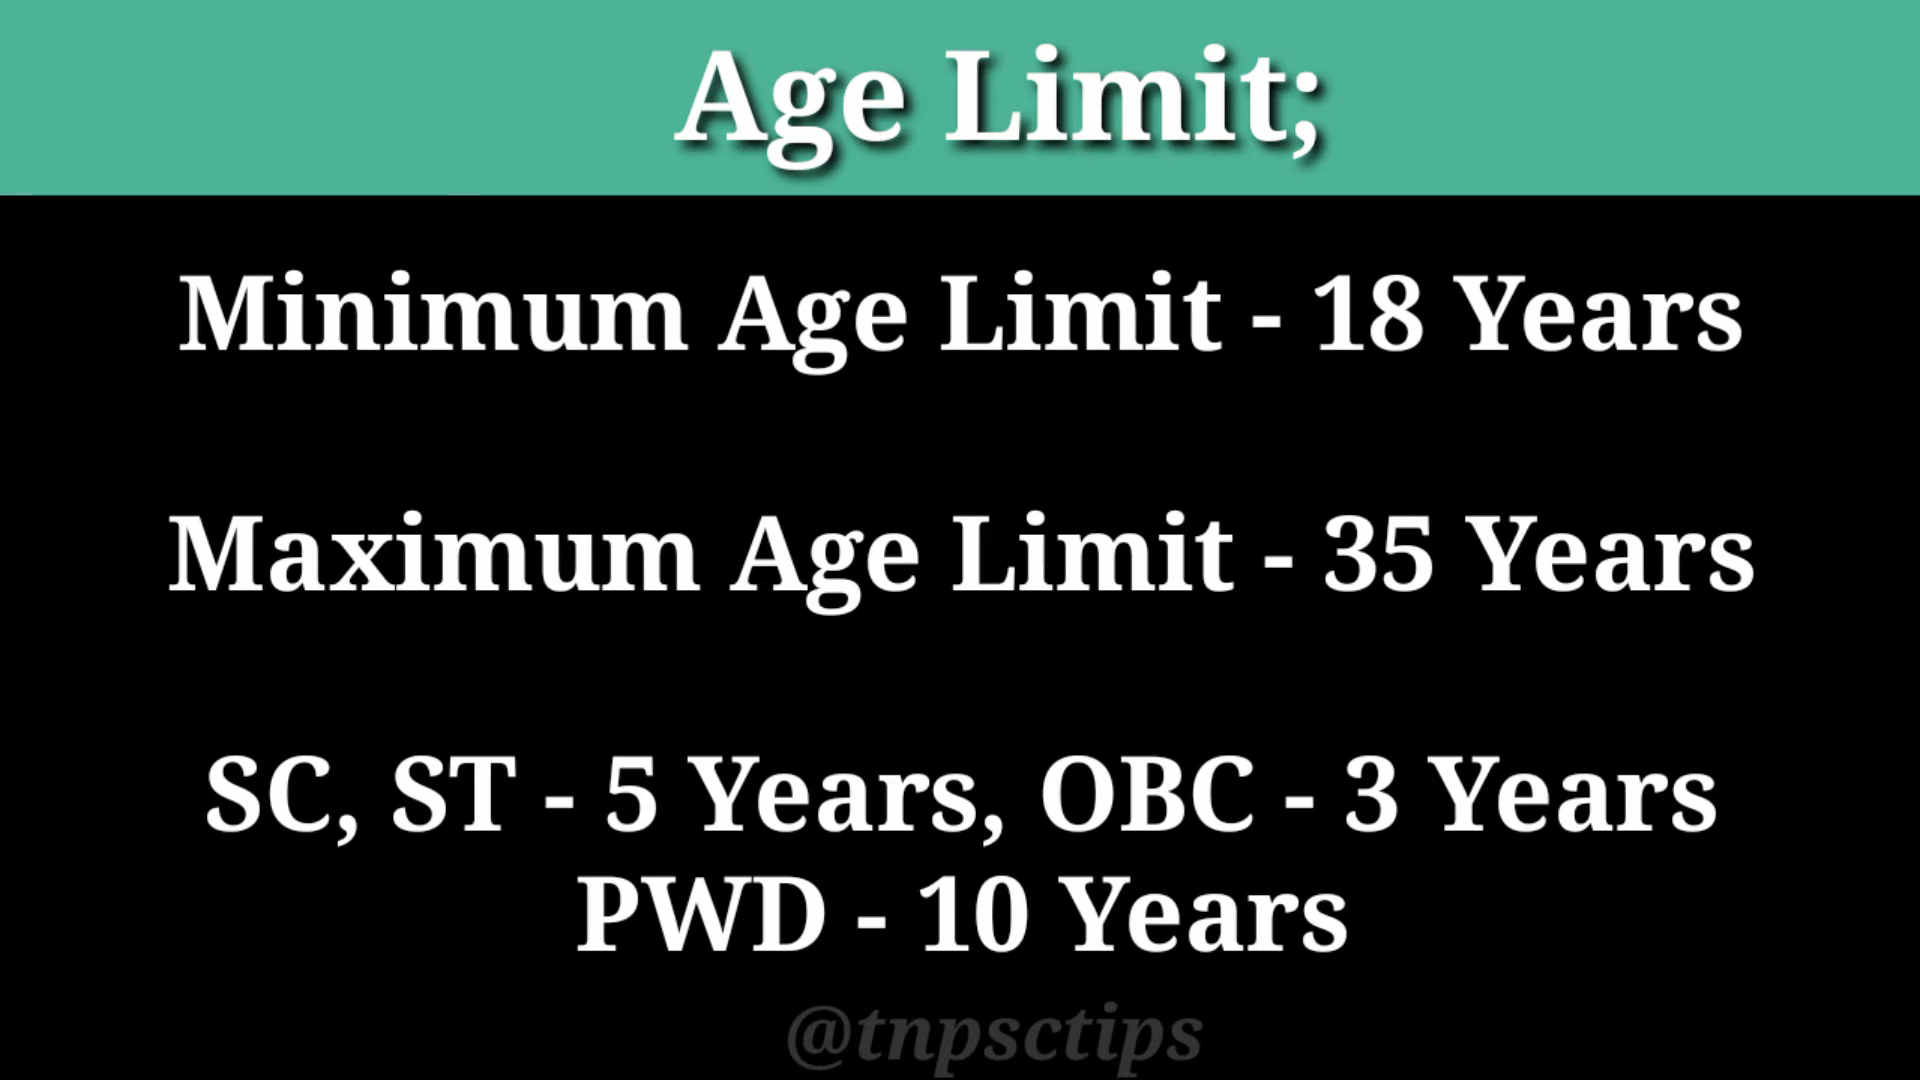 Age Limit;
Minimum Age Limit - 18 Years
Maximum Age Limit - 35 Years
SC, ST - 5 Years, OBC - 3 Years
PWD - 10 Years
@tnpsctips